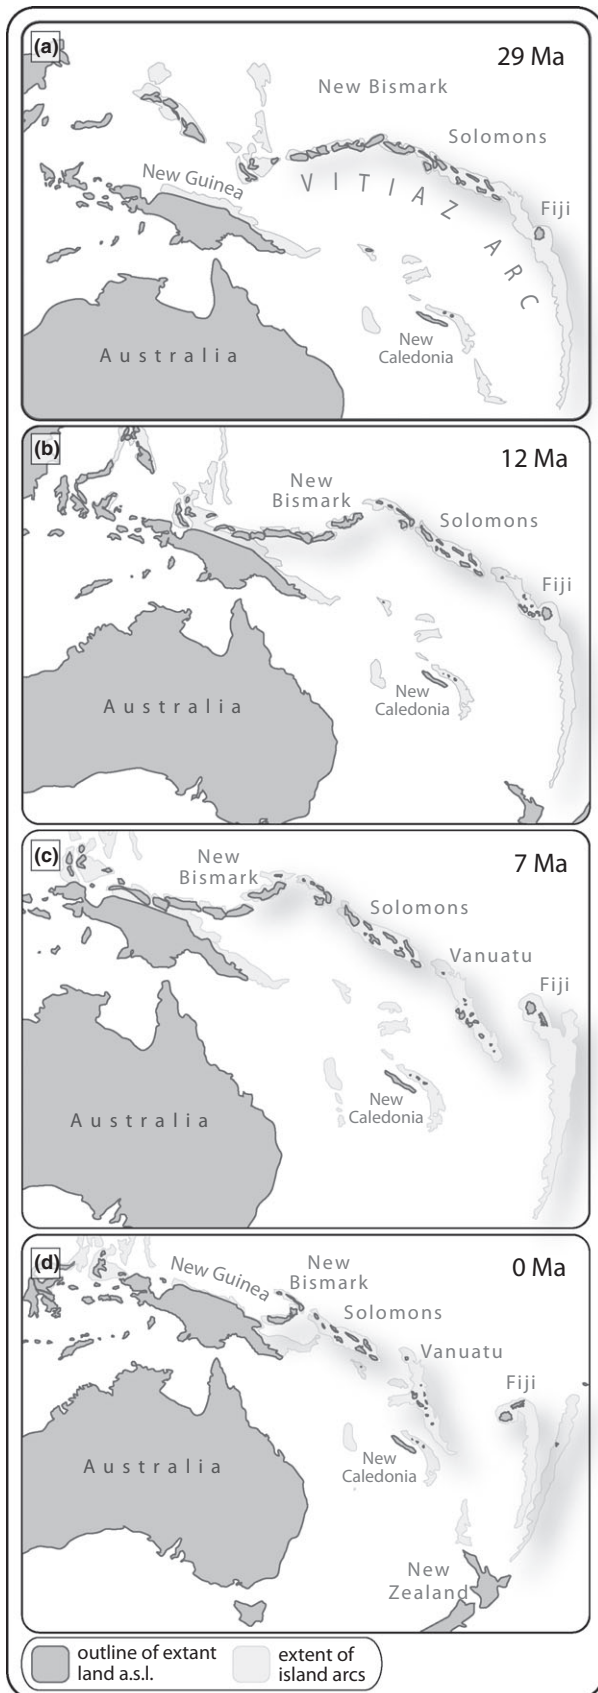 (a)
29 Ma
New Bismark
Solomons
New Guinea
VITIAZ ARC
Fiji
Australia
New
Caledonia
(b)
12 Ma
New
Bismark
Solomons
Fiji
Australia
New
Caledonia
(c)
7 Ma
New
Bismark
Solomons
Vanuatu
Fiji
Australia
New
Caledonia
(d)
0 Ma
New Guinea
New
Bismark
Solomons
Vanuatu
Fiji
Australia
New
Caledonia
New
Zealand
outline of extant
land a.s.l.
extent of
island arcs